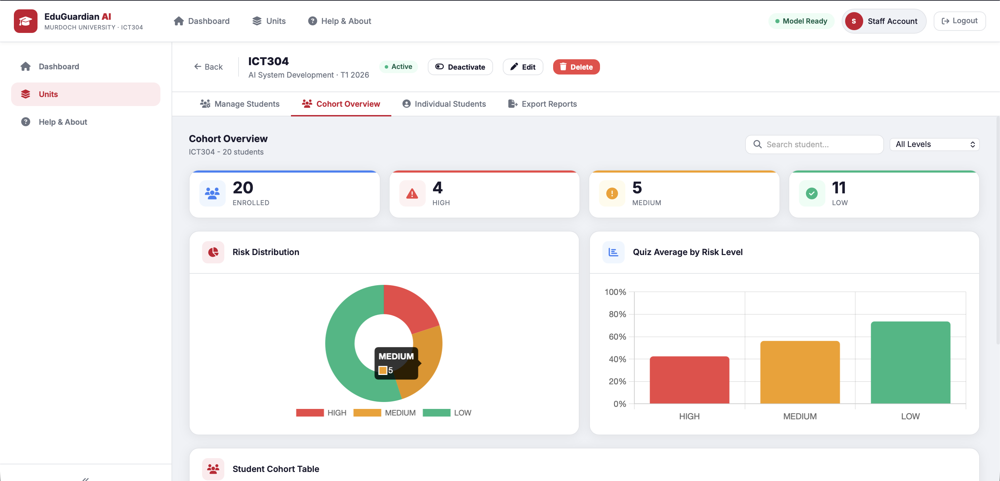 EduGuardian AI
MURDOCH UNIVERSITY · ICT304
Dashboard
Units
Help & About
Model Ready
S
Staff Account
Logout
Dashboard
Units
Help & About
Back
ICT304
AI System Development · T1 2026
Active
Deactivate
Edit
Delete
Manage Students
Cohort Overview
Individual Students
Export Reports
Cohort Overview
ICT304 - 20 students
Search student...
All Levels
20
ENROLLED
4
HIGH
5
MEDIUM
11
LOW
Risk Distribution
MEDIUM
5
HIGH
MEDIUM
LOW
Quiz Average by Risk Level
100%
80%
60%
40%
20%
0%
HIGH
MEDIUM
LOW
Student Cohort Table